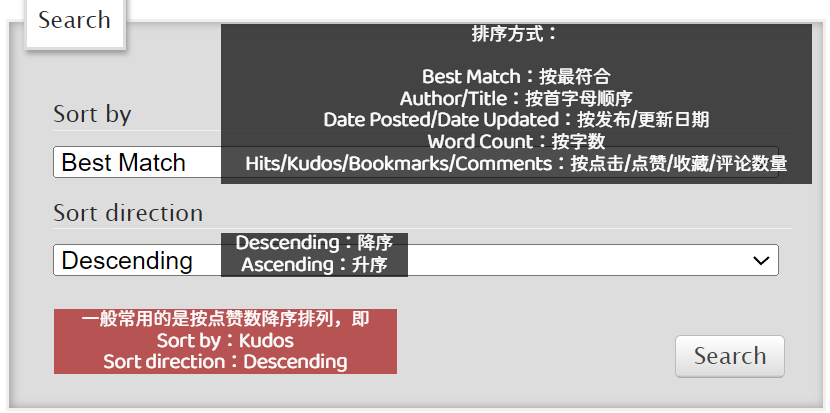 Search
排序方式：
Best Match：按最符合
Author/Title：按首字母顺序
Date Posted/Date Updated：按发布/更新日期
Word Count：按字数
Hits/Kudos/Bookmarks/Comments：按点击/点赞/收藏/评论数量
Sort by
Best Match
Sort direction
Descending
Descending：降序
Ascending：升序
一般常用的是按点赞数降序排列，即
Sort by：Kudos
Sort direction：Descending
Search